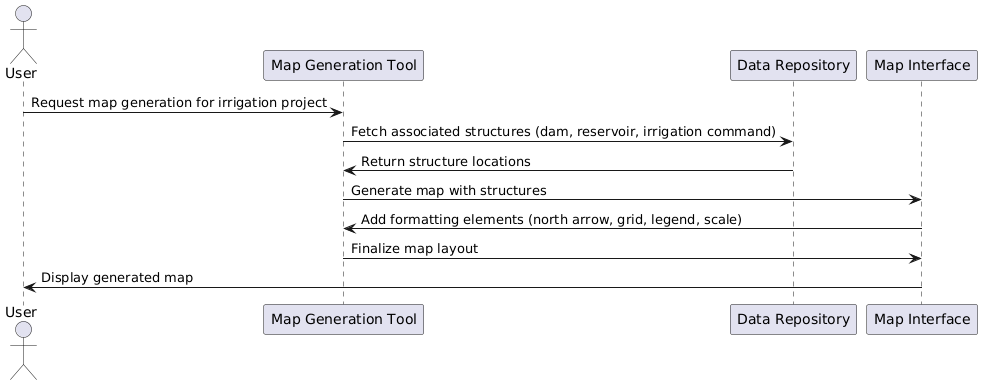 User
Map Generation Tool
Data Repository
Map Interface
Request map generation for irrigation project
Fetch associated structures (dam, reservoir, irrigation command)
Return structure locations
Generate map with structures
Add formatting elements (north arrow, grid, legend, scale)
Finalize map layout
Display generated map
User
Map Generation Tool
Data Repository
Map Interface